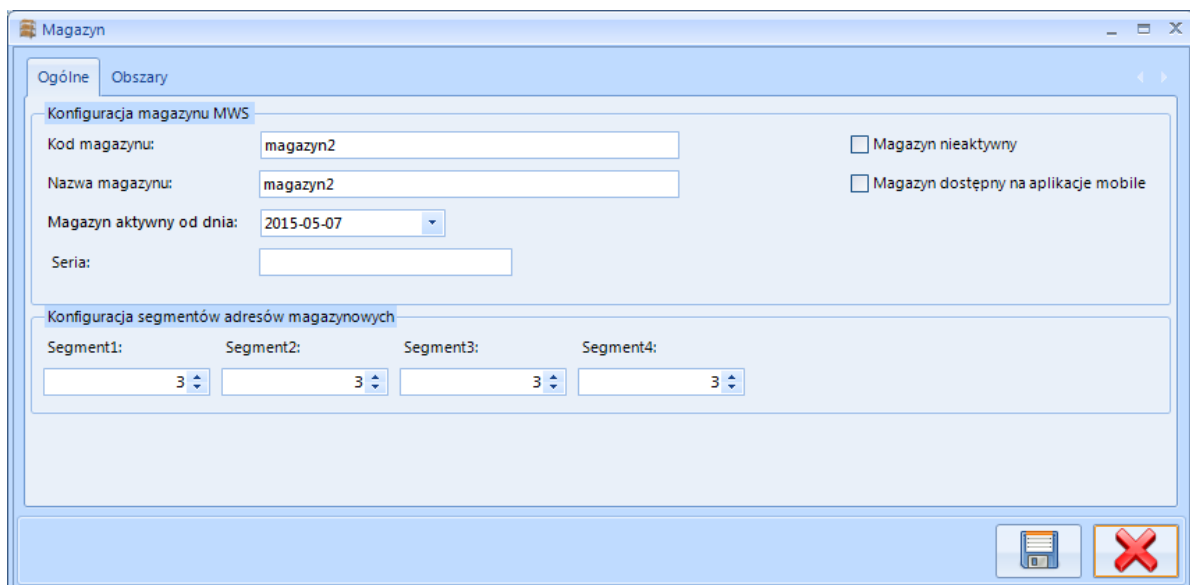 Magazyn
Ogólne Obszary
Konfiguracja magazynu MWS
Kod magazynu: magazyn2 Magazyn nieaktywny
Nazwa magazynu: magazyn2 Magazyn dostępny na aplikacje mobile
Magazyn aktywny od dnia: 2015-05-07
Seria:
Konfiguracja segmentów adresów magazynowych
Segment1: Segment2: Segment3: Segment4:
3 3 3 3